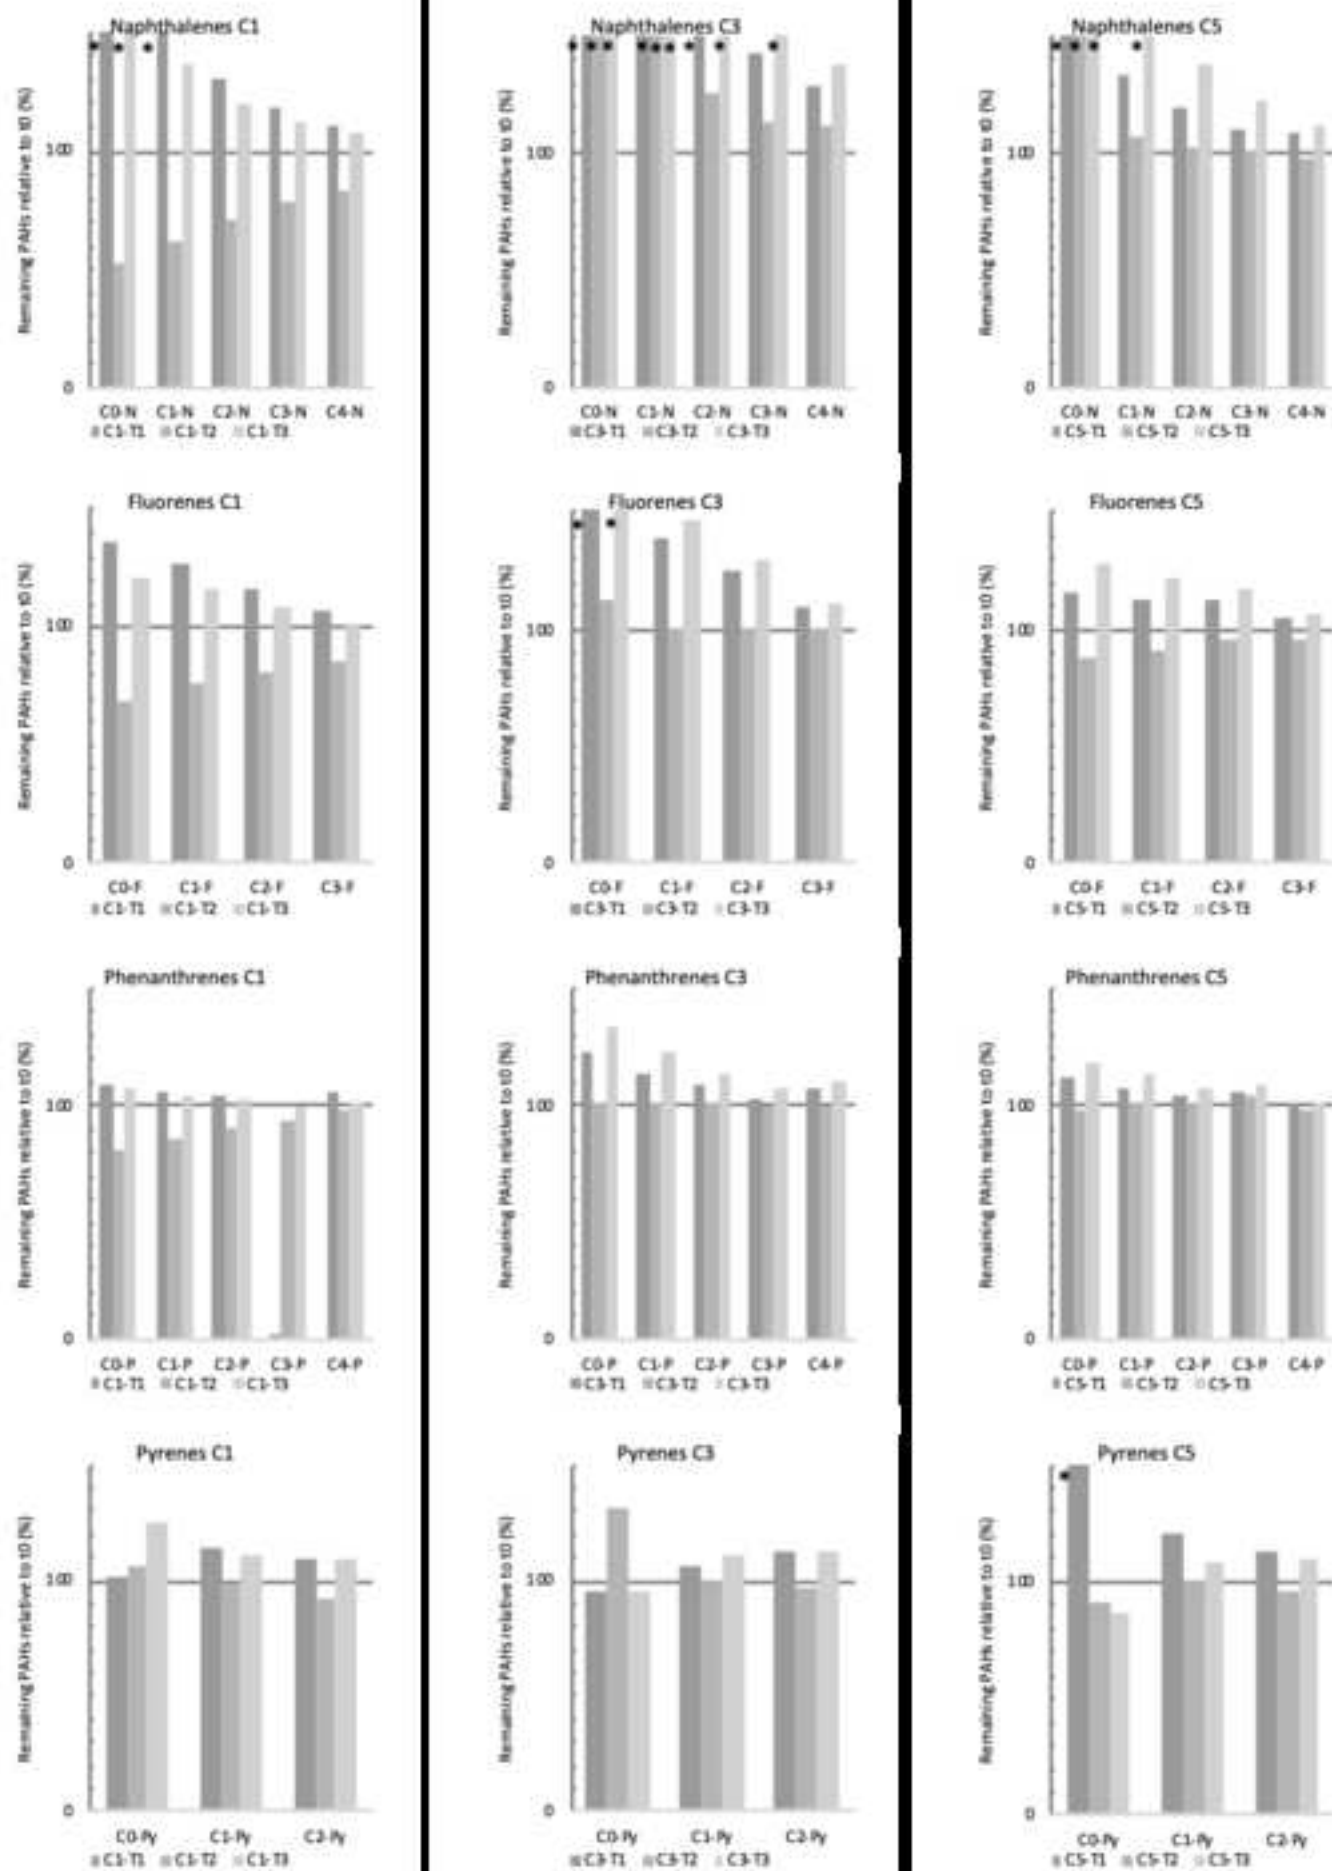 Naphthalenes C1
Remaining PAHs relative to t0 (%)
100
0
C0-N C1-N C2-N C3-N C4-N
C1-T1 C1-T2 C1-T3
Naphthalenes C3
Remaining PAHs relative to t0 (%)
100
0
C0-N C1-N C2-N C3-N C4-N
C3-T1 C3-T2 C3-T3
Naphthalenes C5
Remaining PAHs relative to t0 (%)
100
0
C0-N C1-N C2-N C3-N C4-N
C5-T1 C5-T2 C5-T3
Fluorenes C1
Remaining PAHs relative to t0 (%)
100
0
C0-F C1-F C2-F C3-F
C1-T1 C1-T2 C1-T3
Fluorenes C3
Remaining PAHs relative to t0 (%)
100
0
C0-F C1-F C2-F C3-F
C3-T1 C3-T2 C3-T3
Fluorenes C5
Remaining PAHs relative to t0 (%)
100
0
C0-F C1-F C2-F C3-F
C5-T1 C5-T2 C5-T3
Phenanthrenes C1
Remaining PAHs relative to t0 (%)
100
0
C0-P C1-P C2-P C3-P C4-P
C1-T1 C1-T2 C1-T3
Phenanthrenes C3
Remaining PAHs relative to t0 (%)
100
0
C0-P C1-P C2-P C3-P C4-P
C3-T1 C3-T2 C3-T3
Phenanthrenes C5
Remaining PAHs relative to t0 (%)
100
0
C0-P C1-P C2-P C3-P C4-P
C5-T1 C5-T2 C5-T3
Pyrenes C1
Remaining PAHs relative to t0 (%)
100
0
C0-Py C1-Py C2-Py
C1-T1 C1-T2 C1-T3
Pyrenes C3
Remaining PAHs relative to t0 (%)
100
0
C0-Py C1-Py C2-Py
C3-T1 C3-T2 C3-T3
Pyrenes C5
Remaining PAHs relative to t0 (%)
100
0
C0-Py C1-Py C2-Py
C5-T1 C5-T2 C5-T3